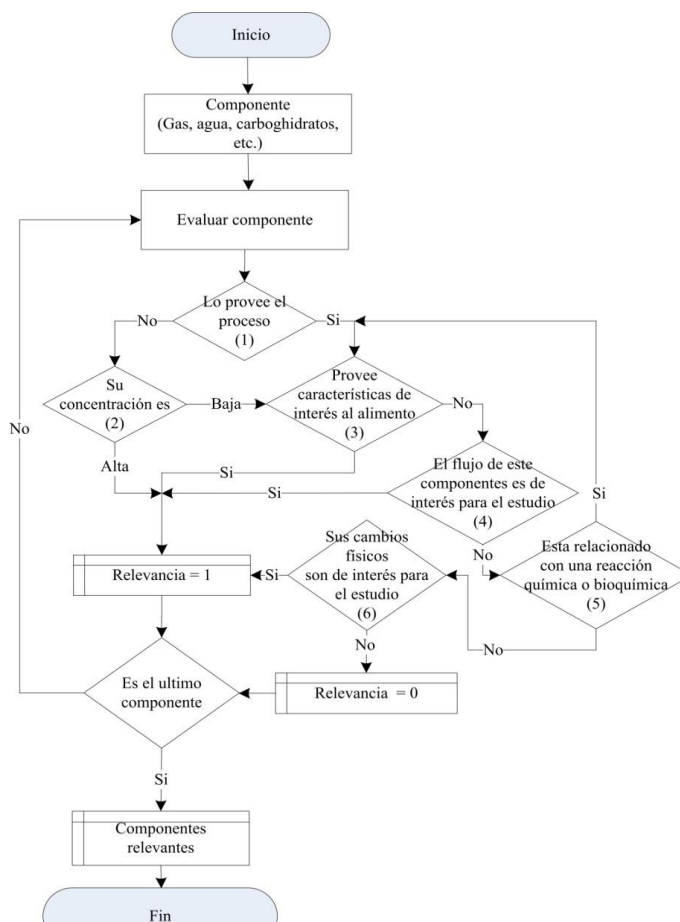 Inicio
Componente
(Gas, agua, carboghidratos,
etc.)
Evaluar componente
Lo provee el
proceso
(1)
No
Si
Su
concentración es
(2)
Baja
Provee
características de
interés al alimento
(3)
No
No
Alta
Si
Si
El flujo de este
componentes es de
interés para el estudio
(4)
Si
No
Esta relacionado
con una reacción
química o bioquímica
(5)
Sus cambios
físicos
son de interés para
el estudio
(6)
Si
Relevancia = 1
No
No
Relevancia = 0
Es el ultimo
componente
Si
Componentes
relevantes
Fin